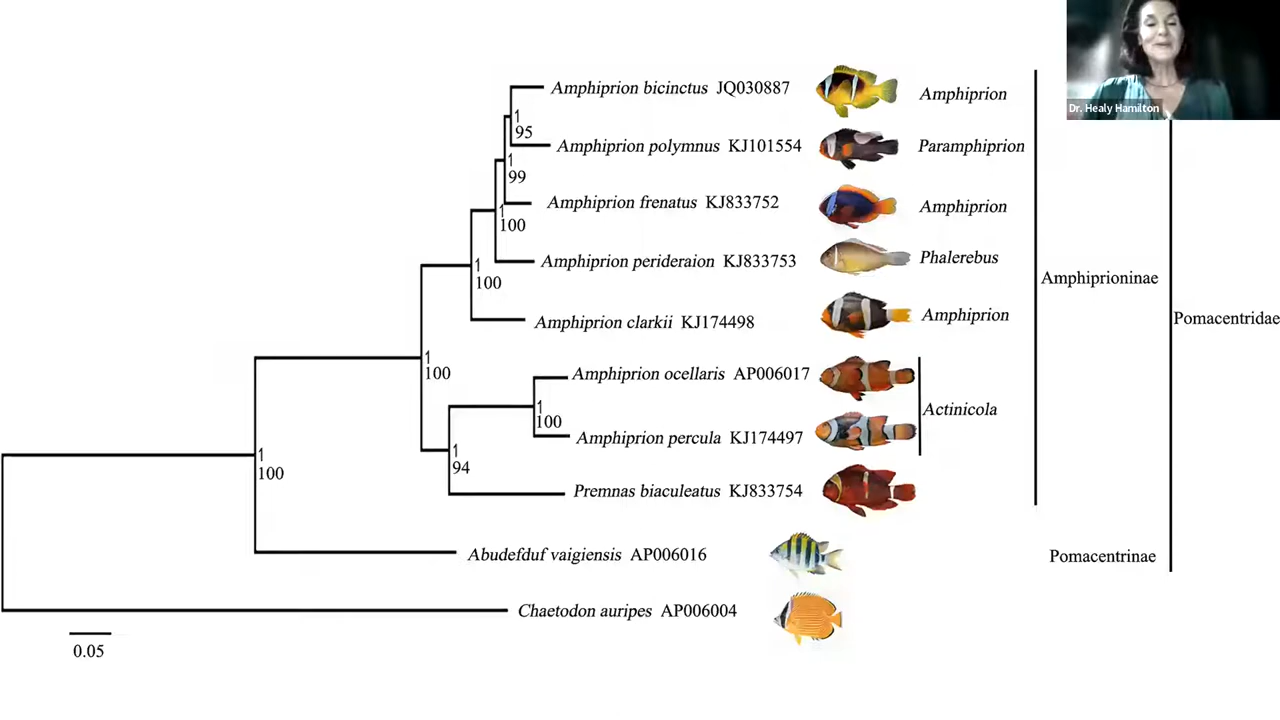 Dr. Healy Hamilton
Amphiprion bicinctus JQ030887
Amphiprion
1
95
Amphiprion polymnus KJ101554
Paramphiprion
1
99
Amphiprion frenatus KJ833752
Amphiprion
1
100
Amphiprion perideraion KJ833753
Phalerebus
1
100
Amphiprioninae
Amphiprion clarkii KJ174498
Amphiprion
Pomacentridae
1
100
Amphiprion ocellaris AP006017
1
100
Actinicola
Amphiprion percula KJ174497
1
94
Premnas biaculeatus KJ833754
1
100
Abudefduf vaigiensis AP006016
Pomacentrinae
Chaetodon auripes AP006004
0.05